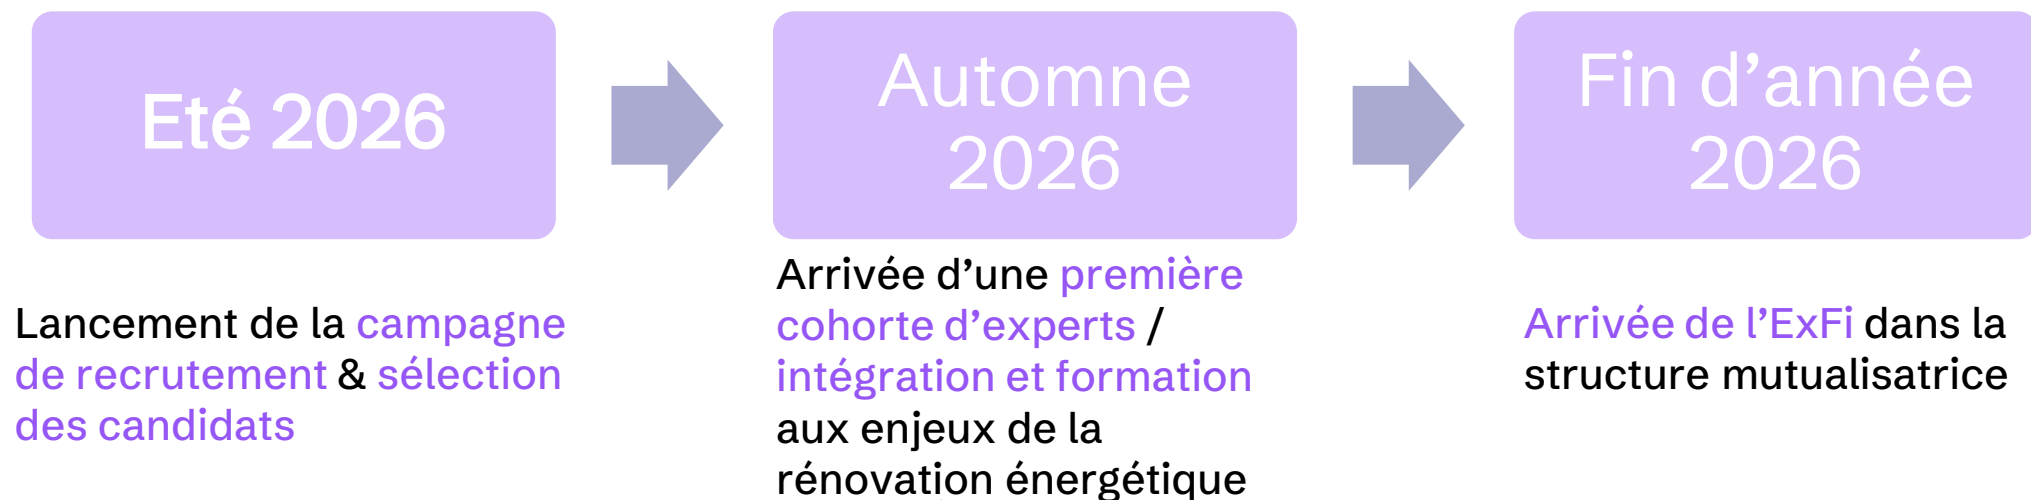 Eté 2026
Automne
2026
Fin d’année
2026
Lancement de la campagne
de recrutement & sélection
des candidats
Arrivée d’une première
cohorte d’experts /
intégration et formation
aux enjeux de la
rénovation énergétique
Arrivée de l’ExFi dans la
structure mutualisatrice